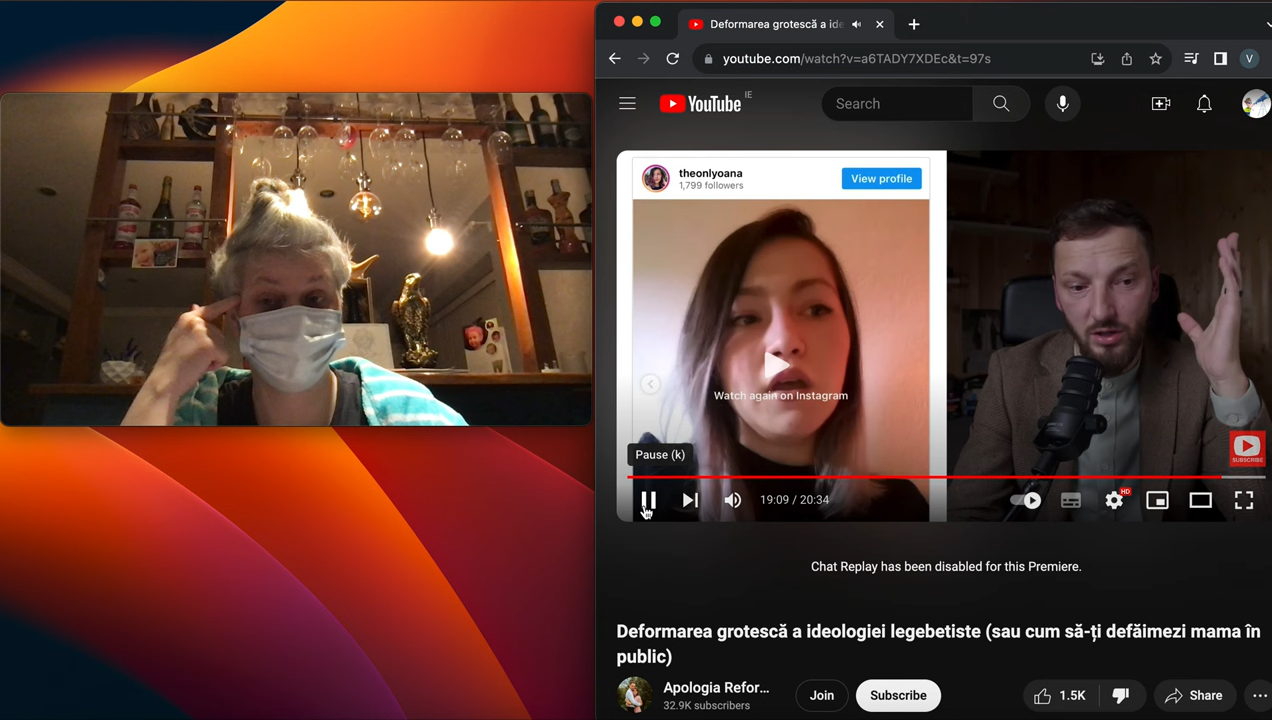 Deformarea grotescă a ide
youtube.com/watch?v=a6TADY7XDEc&t=97s
V
YouTube IE
Search
theonlyoana
1,799 followers
View profile
Watch again on Instagram
SUBSCRIBE
Pause (k)
HD
19:09 / 20:34
Chat Replay has been disabled for this Premiere.
Deformarea grotescă a ideologiei legebetiste (sau cum să-ți defăimezi mama în
public)
Apologia Refor...
32.9K subscribers
Join
Subscribe
1.5K
Share